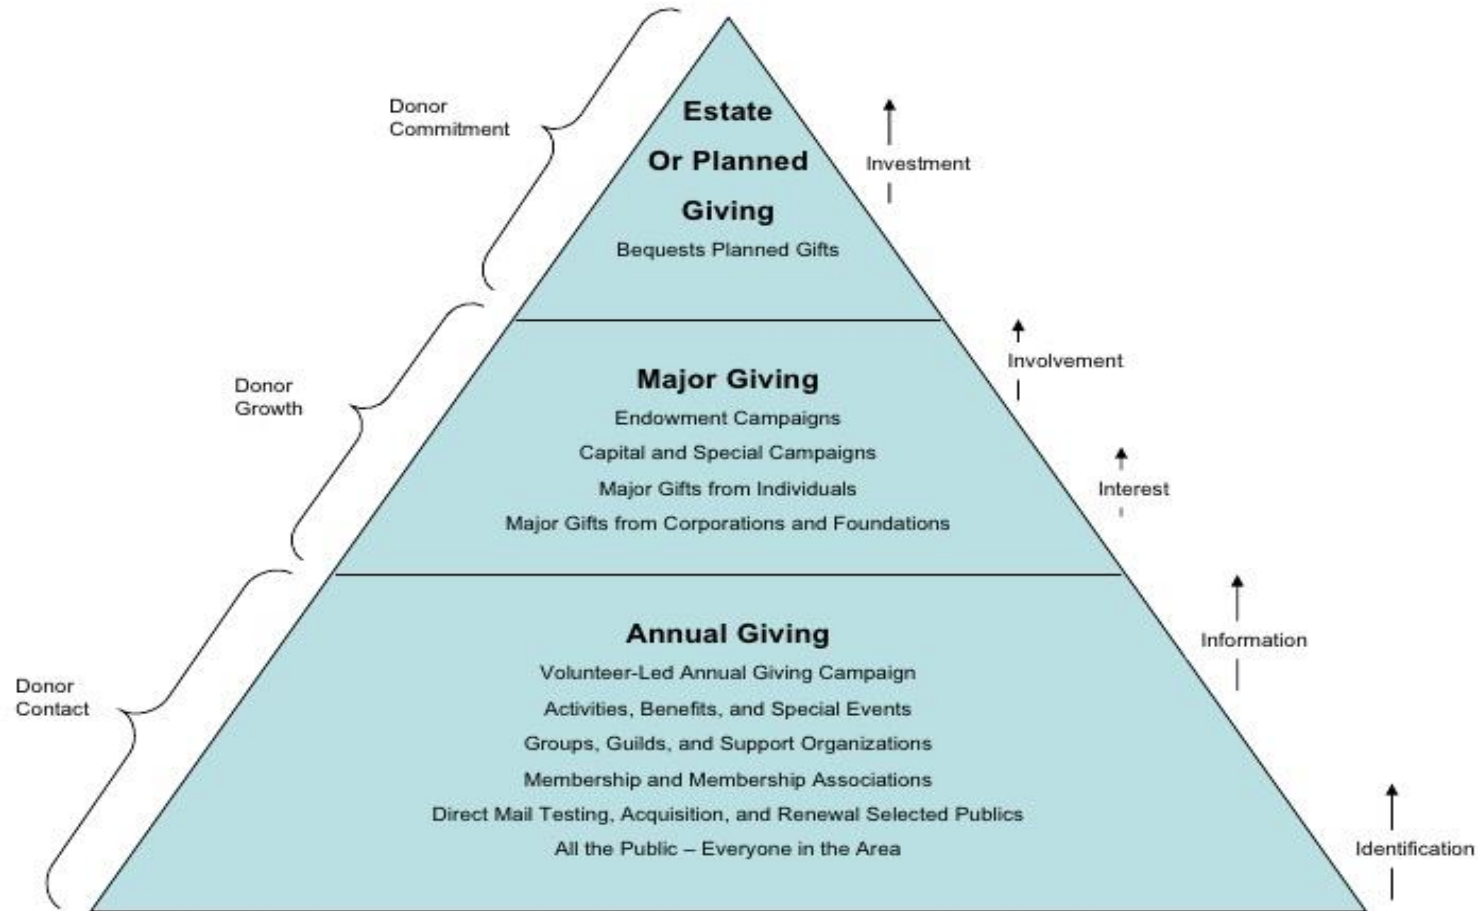 Donor
Commitment
Estate
Or Planned
Giving
Bequests Planned Gifts
Investment
Donor
Growth
Major Giving
Endowment Campaigns
Capital and Special Campaigns
Major Gifts from Individuals
Major Gifts from Corporations and Foundations
Involvement
Interest
Donor
Contact
Annual Giving
Volunteer-Led Annual Giving Campaign
Activities, Benefits, and Special Events
Groups, Guilds, and Support Organizations
Membership and Membership Associations
Direct Mail Testing, Acquisition, and Renewal Selected Publics
All the Public – Everyone in the Area
Information
Identification